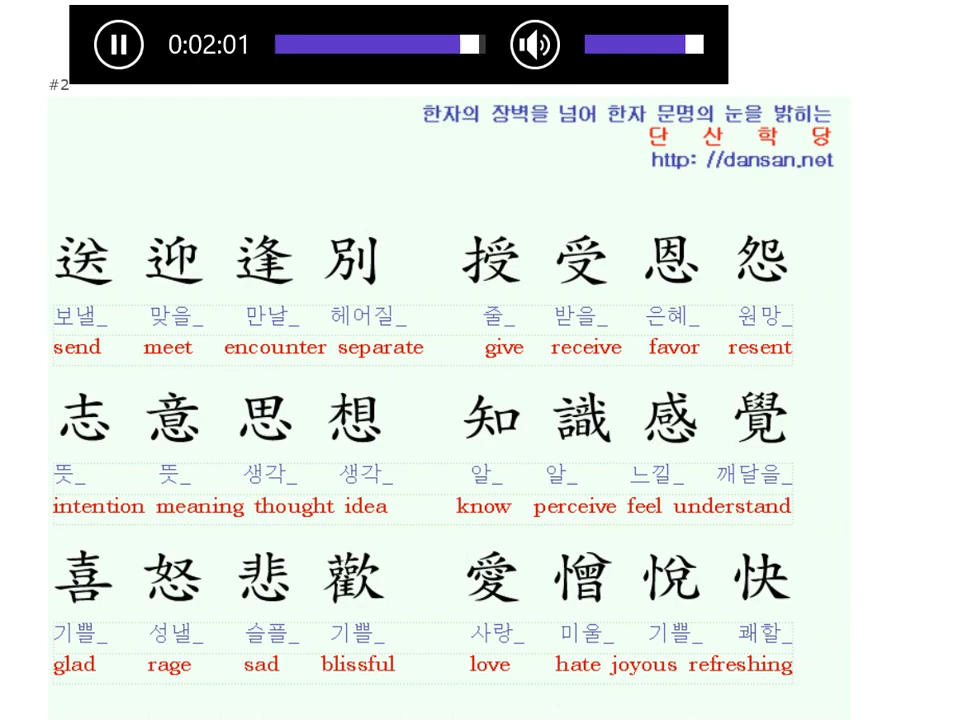 0:02:01
#2
한자의 장벽을 넘어 한자 문명의 눈을 밝히는
단 산 학 당
http: //dansan.net
送 迎 逢 別 授 受 恩 怨
보낼_ 맞을_ 만날_ 헤어질_ 줄_ 받을_ 은혜_ 원망_
send meet encounter separate give receive favor resent
志 意 思 想 知 識 感 覺
뜻_ 뜻_ 생각_ 생각_ 알_ 알_ 느낄_ 깨달을_
intention meaning thought idea know perceive feel understand
喜 怒 悲 歡 愛 憎 悅 快
기쁠_ 성낼_ 슬플_ 기쁠_ 사랑_ 미울_ 기쁠_ 쾌할_
glad rage sad blissful love hate joyous refreshing